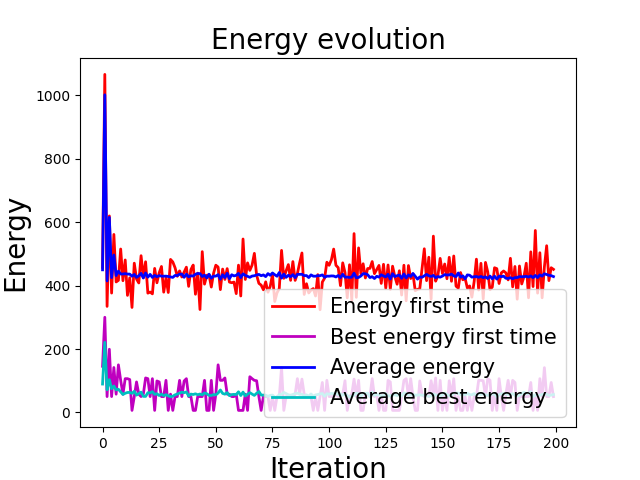 Energy evolution
Energy
1000
800
600
400
200
0
Energy first time
Best energy first time
Average energy
Average best energy
0 25 50 75 100 125 150 175 200
Iteration